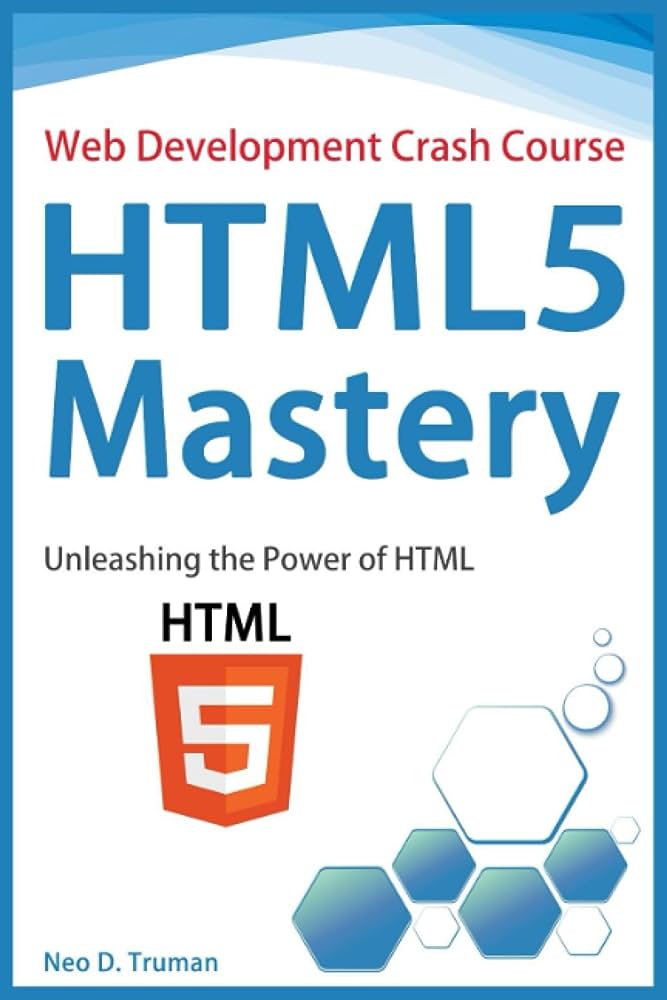 Web Development Crash Course
HTML5
Mastery
Unleashing the Power of HTML
HTML
5
Neo D. Truman